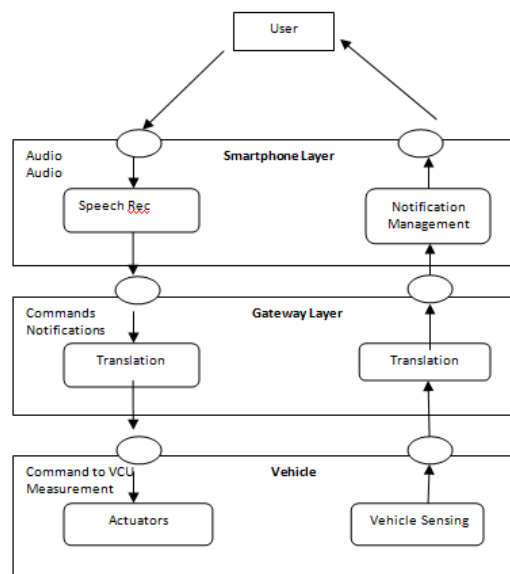 User
Audio
Audio
Smartphone Layer
Speech Rec
Notification
Management
Commands
Notifications
Gateway Layer
Translation
Translation
Command to VCU
Measurement
Vehicle
Actuators
Vehicle Sensing